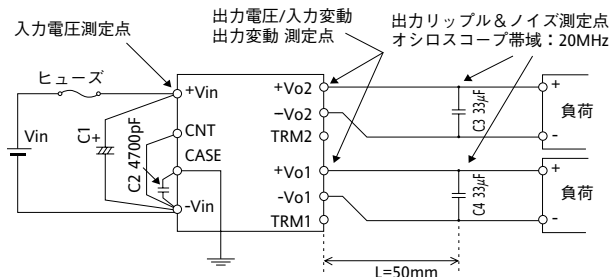 入力電圧測定点
出力電圧/入力変動
出力変動 測定点
出力リップル＆ノイズ測定点
オシロスコープ帯域：20MHz
ヒューズ
Vin
C1
+
C2 4700pF
+Vin
CNT
CASE
-Vin
+Vo2
−Vo2
TRM2
+Vo1
-Vo1
TRM1
C3 33μF
C4 33μF
+
負荷
-
+
負荷
-
L=50mm